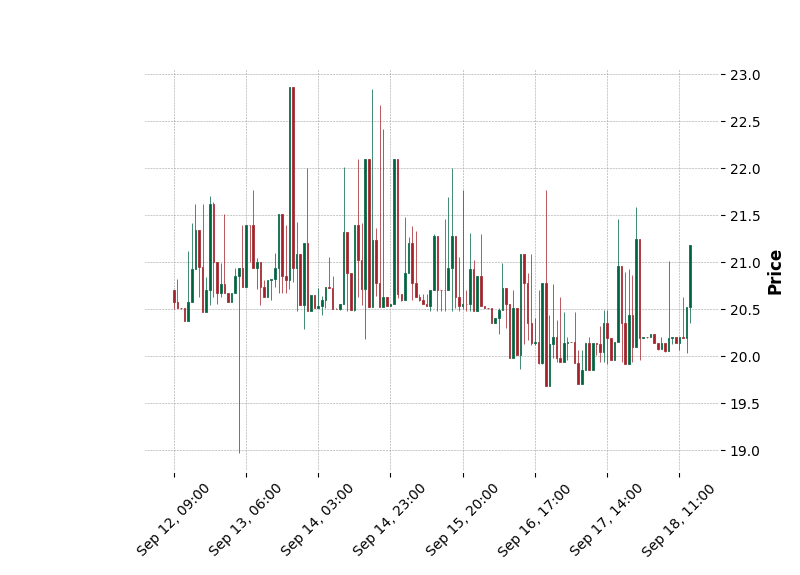 23.0
22.5
22.0
21.5
21.0
20.5
20.0
19.5
19.0
Price
Sep 12, 09:00
Sep 13, 06:00
Sep 14, 03:00
Sep 14, 23:00
Sep 15, 20:00
Sep 16, 17:00
Sep 17, 14:00
Sep 18, 11:00